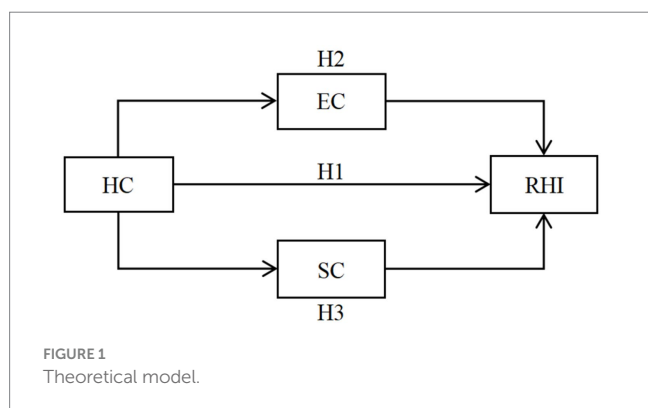 H2
EC
HC
H1
RHI
SC
H3
FIGURE 1
Theoretical model.